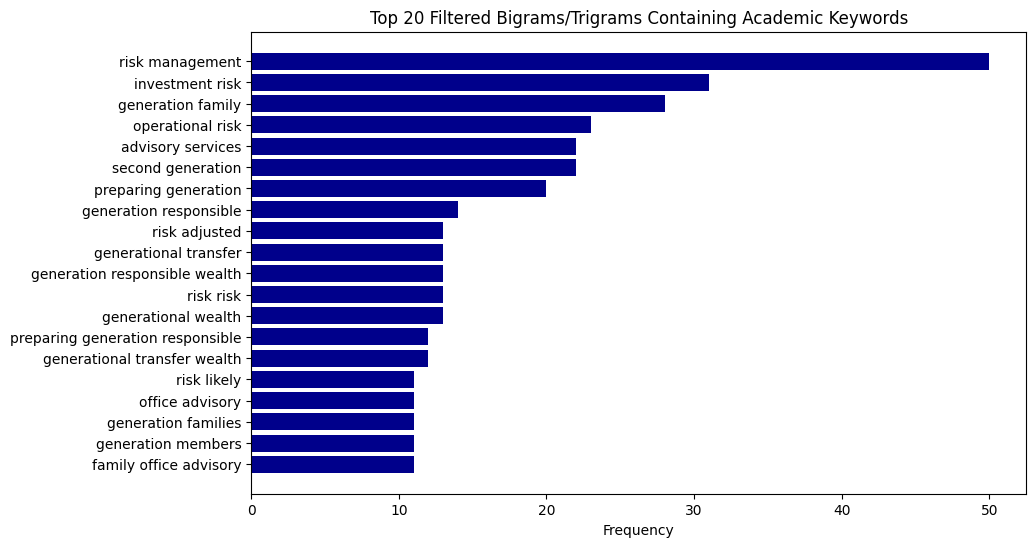 Top 20 Filtered Bigrams/Trigrams Containing Academic Keywords
risk management
investment risk
generation family
operational risk
advisory services
second generation
preparing generation
generation responsible
risk adjusted
generational transfer
generation responsible wealth
risk risk
generational wealth
preparing generation responsible
generational transfer wealth
risk likely
office advisory
generation families
generation members
family office advisory
0 10 20 30 40 50
Frequency